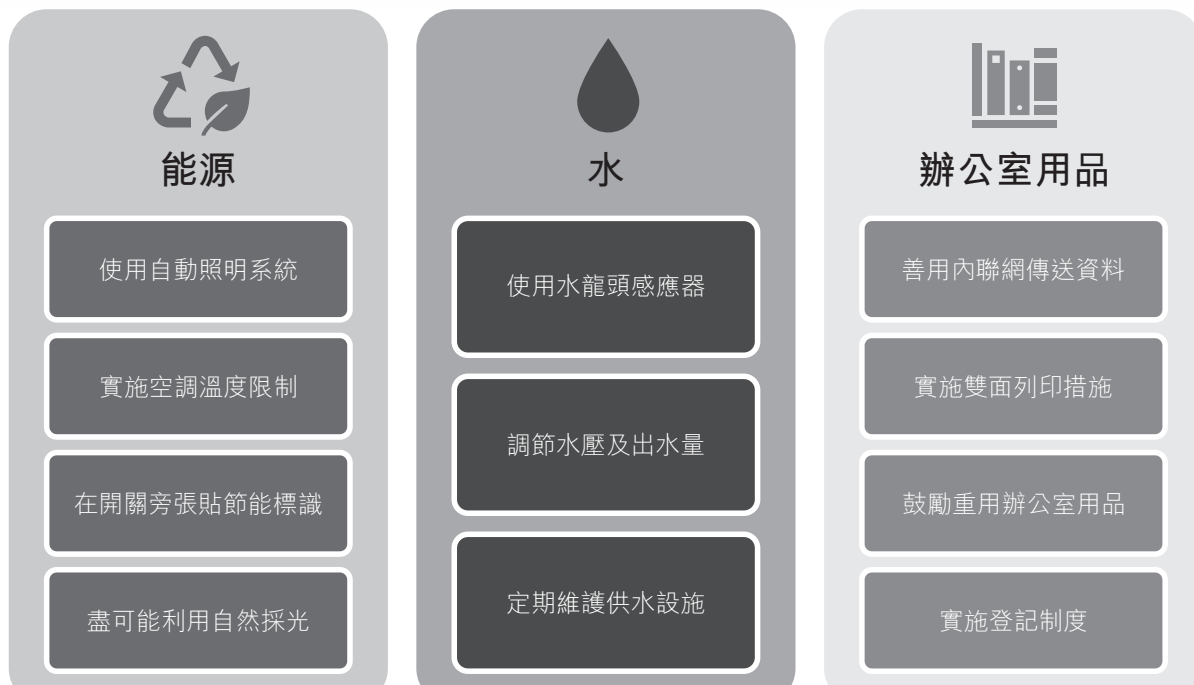 能源
使用自動照明系統
實施空調溫度限制
在開關旁張貼節能標識
盡可能利用自然採光
水
使用水龍頭感應器
調節水壓及出水量
定期維護供水設施
辦公室用品
善用內聯網傳送資料
實施雙面列印措施
鼓勵重用辦公室用品
實施登記制度